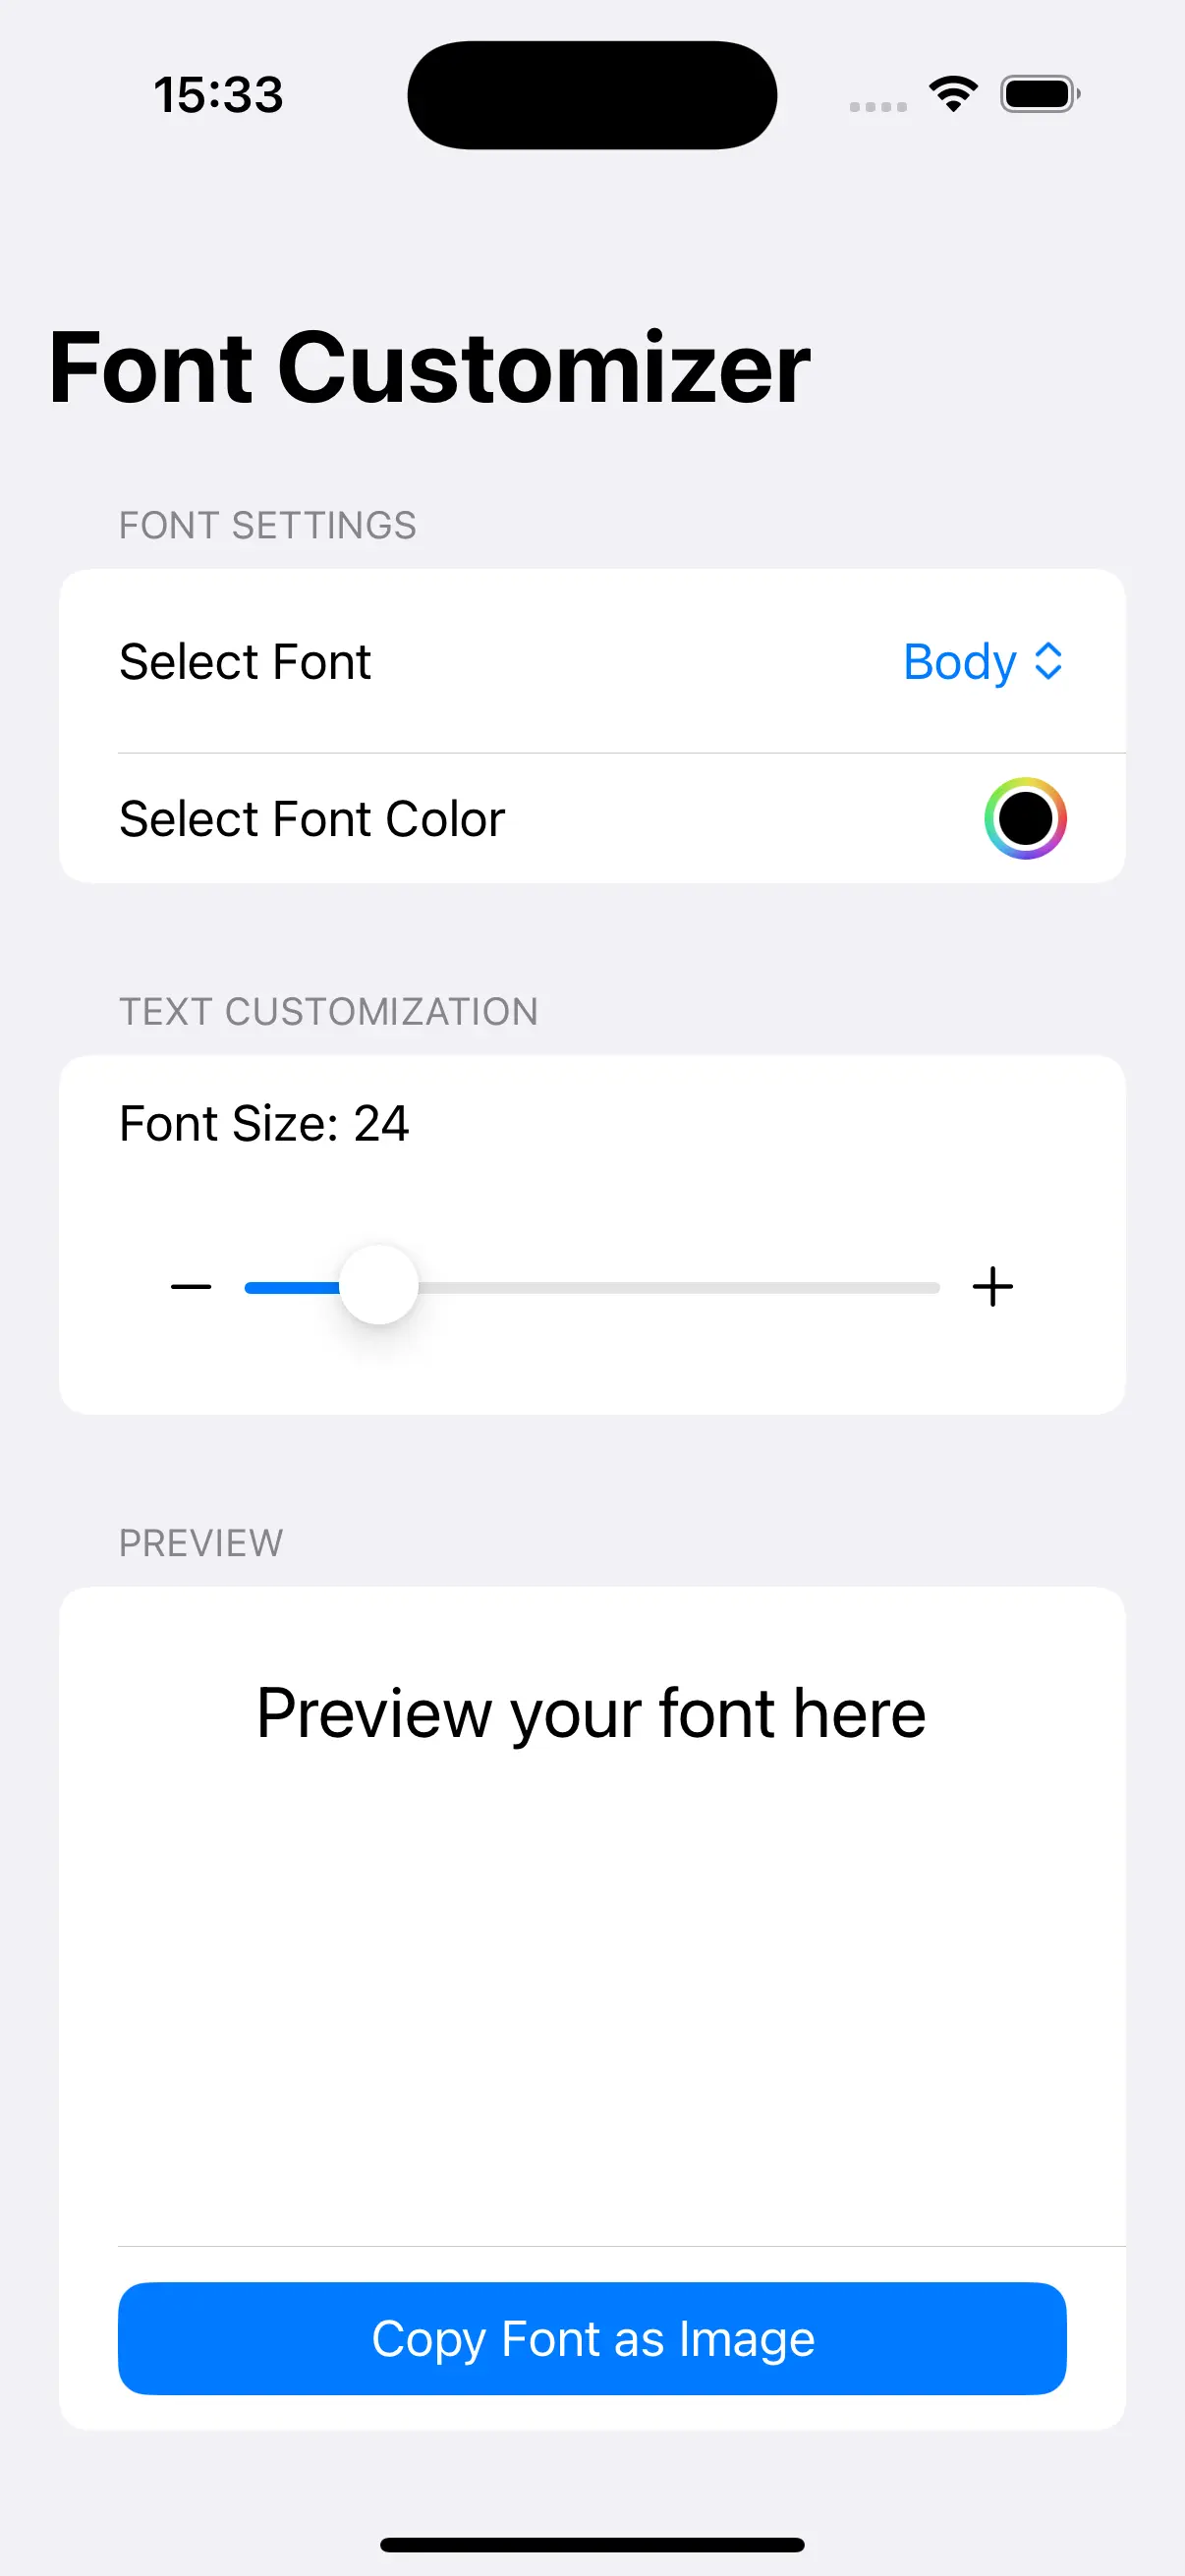 15:33
Font Customizer
FONT SETTINGS
Select Font Body
Select Font Color
TEXT CUSTOMIZATION
Font Size: 24
PREVIEW
Preview your font here
Copy Font as Image